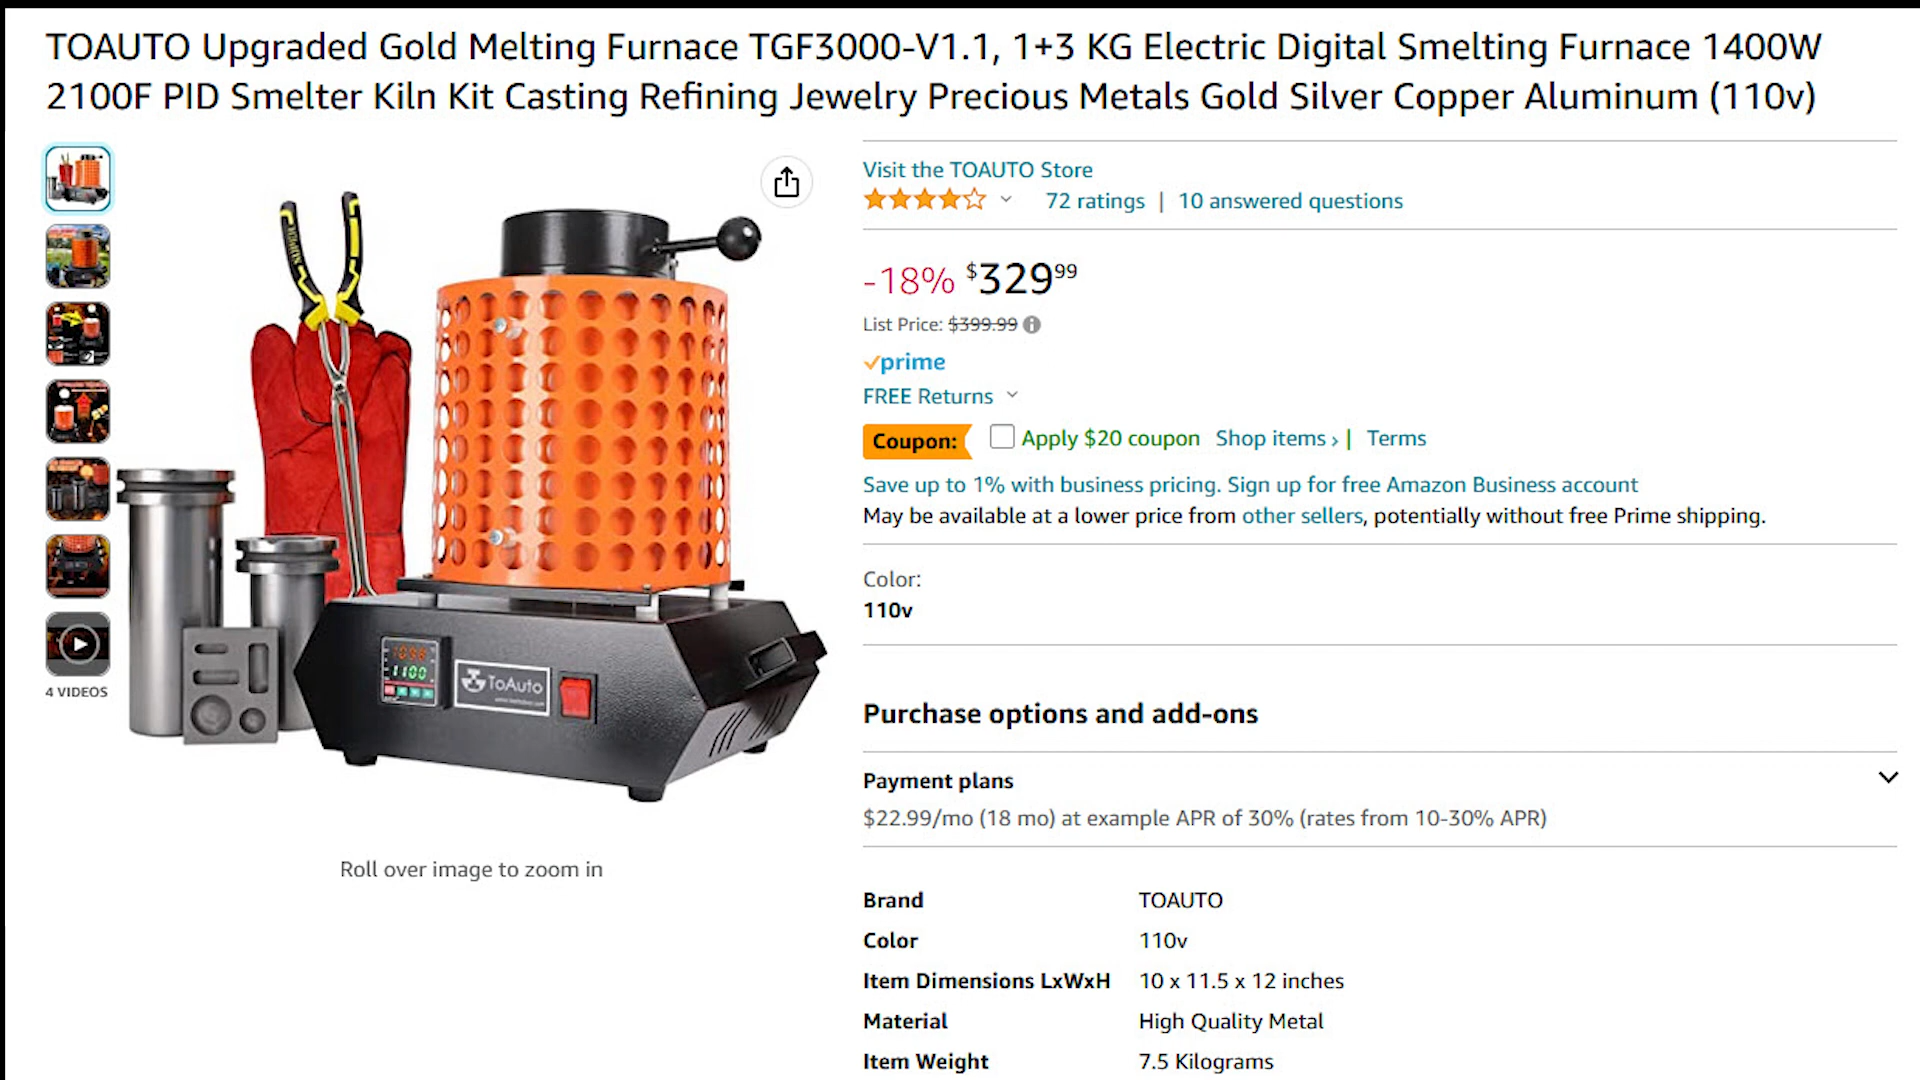 TOAUTO Upgraded Gold Melting Furnace TGF3000-V1.1, 1+3 KG Electric Digital Smelting Furnace 1400W
2100F PID Smelter Kiln Kit Casting Refining Jewelry Precious Metals Gold Silver Copper Aluminum (110v)
Visit the TOAUTO Store
72 ratings | 10 answered questions
-18% $329.99
List Price: $399.99
prime
FREE Returns
Coupon: Apply $20 coupon Shop items › | Terms
Save up to 1% with business pricing. Sign up for free Amazon Business account
May be available at a lower price from other sellers, potentially without free Prime shipping.
Color:
110v
Purchase options and add-ons
Payment plans
$22.99/mo (18 mo) at example APR of 30% (rates from 10-30% APR)
Brand TOAUTO
Color 110v
Item Dimensions LxWxH 10 x 11.5 x 12 inches
Material High Quality Metal
Item Weight 7.5 Kilograms
1100
ToAuto
4 VIDEOS
Roll over image to zoom in